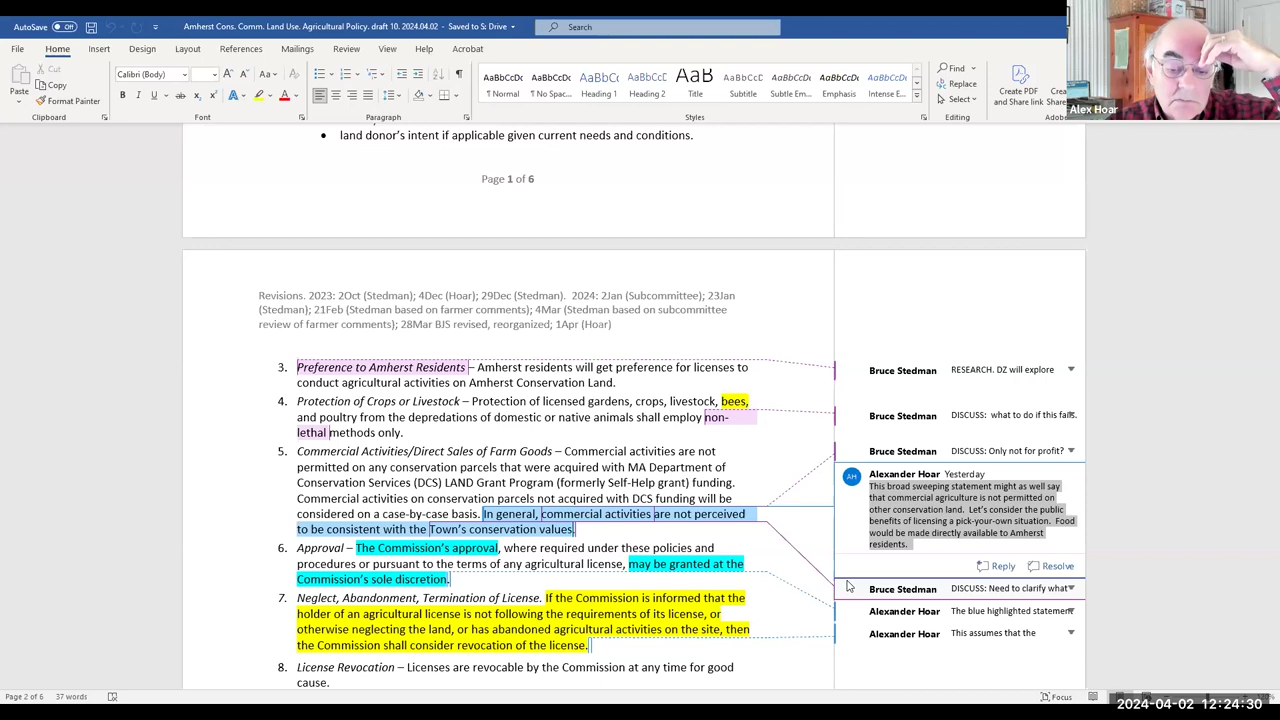 AutoSave Off Amherst Cons. Comm. Land Use. Agricultural Policy. draft 10. 2024.04.02 - Saved to S: Drive Search
File Home Insert Design Layout References Mailings Review View Help Acrobat
Cut
Copy
Format Painter
Paste
Calibri (Body)
AaBbCcDc AaBbCcDc AaBbCc AaBbCcD AaB AaBbCcD AaBbCcDc AaBbCcDc AaBbCcDc
¶ Normal ¶ No Spac... Heading 1 Heading 2 Title Subtitle Subtle Em... Emphasis Intense E...
Find
Replace
Select
Create PDF
and Share link
Clipboard Font Paragraph Styles Editing
Alex Hoar
• land donor's intent if applicable given current needs and conditions.
Page 1 of 6
Revisions. 2023: 2Oct (Stedman); 4Dec (Hoar); 29Dec (Stedman). 2024: 2Jan (Subcommittee); 23Jan
(Stedman); 21Feb (Stedman based on farmer comments); 4Mar (Stedman based on subcommittee
review of farmer comments); 28Mar BJS revised, reorganized; 1Apr (Hoar)
3. Preference to Amherst Residents – Amherst residents will get preference for licenses to
conduct agricultural activities on Amherst Conservation Land.
4. Protection of Crops or Livestock – Protection of licensed gardens, crops, livestock, bees,
and poultry from the depredations of domestic or native animals shall employ non-
lethal methods only.
5. Commercial Activities/Direct Sales of Farm Goods – Commercial activities are not
permitted on any conservation parcels that were acquired with MA Department of
Conservation Services (DCS) LAND Grant Program (formerly Self-Help grant) funding.
Commercial activities on conservation parcels not acquired with DCS funding will be
considered on a case-by-case basis. In general, commercial activities are not perceived
to be consistent with the Town's conservation values.
6. Approval – The Commission's approval, where required under these policies and
procedures or pursuant to the terms of any agricultural license, may be granted at the
Commission's sole discretion.
7. Neglect, Abandonment, Termination of License. If the Commission is informed that the
holder of an agricultural license is not following the requirements of its license, or
otherwise neglecting the land, or has abandoned agricultural activities on the site, then
the Commission shall consider revocation of the license.
8. License Revocation – Licenses are revocable by the Commission at any time for good
cause.
Bruce Stedman RESEARCH. DZ will explore
Bruce Stedman DISCUSS: what to do if this fails.
Bruce Stedman DISCUSS: Only not for profit?
AH Alexander Hoar Yesterday
This broad sweeping statement might as well say
that commercial agriculture is not permitted on
other conservation land. Let's consider the public
benefits of licensing a pick-your-own situation. Food
would be made directly available to Amherst
residents.
Reply Resolve
Bruce Stedman DISCUSS: Need to clarify what
Alexander Hoar The blue highlighted statement
Alexander Hoar This assumes that the
Page 2 of 6 37 words Focus
2024-04-02 12:24:30